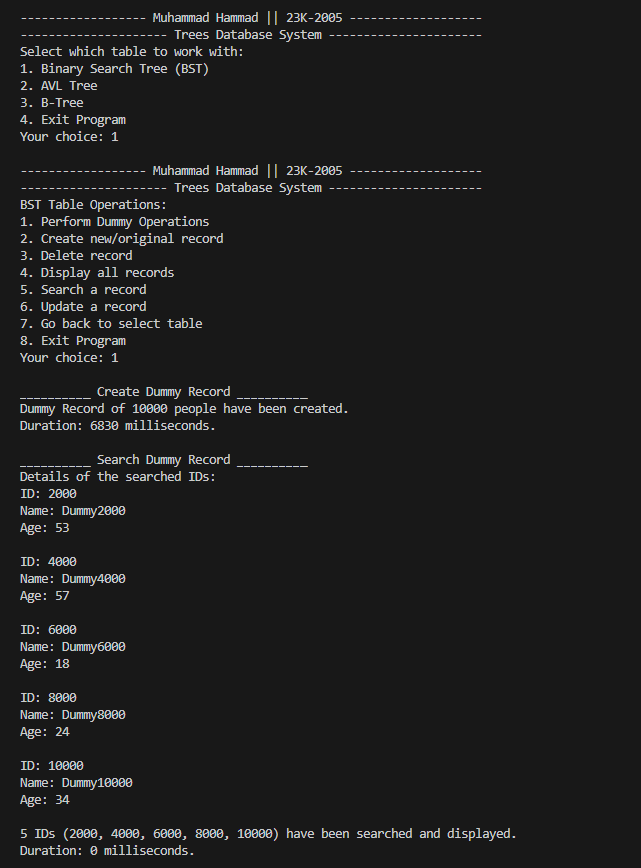 ------------------ Muhammad Hammad || 23K-2005 -------------------
--------------------- Trees Database System ----------------------
Select which table to work with:
1. Binary Search Tree (BST)
2. AVL Tree
3. B-Tree
4. Exit Program
Your choice: 1
------------------ Muhammad Hammad || 23K-2005 -------------------
--------------------- Trees Database System ----------------------
BST Table Operations:
1. Perform Dummy Operations
2. Create new/original record
3. Delete record
4. Display all records
5. Search a record
6. Update a record
7. Go back to select table
8. Exit Program
Your choice: 1
__________ Create Dummy Record __________
Dummy Record of 10000 people have been created.
Duration: 6830 milliseconds.
__________ Search Dummy Record __________
Details of the searched IDs:
ID: 2000
Name: Dummy2000
Age: 53
ID: 4000
Name: Dummy4000
Age: 57
ID: 6000
Name: Dummy6000
Age: 18
ID: 8000
Name: Dummy8000
Age: 24
ID: 10000
Name: Dummy10000
Age: 34
5 IDs (2000, 4000, 6000, 8000, 10000) have been searched and displayed.
Duration: 0 milliseconds.